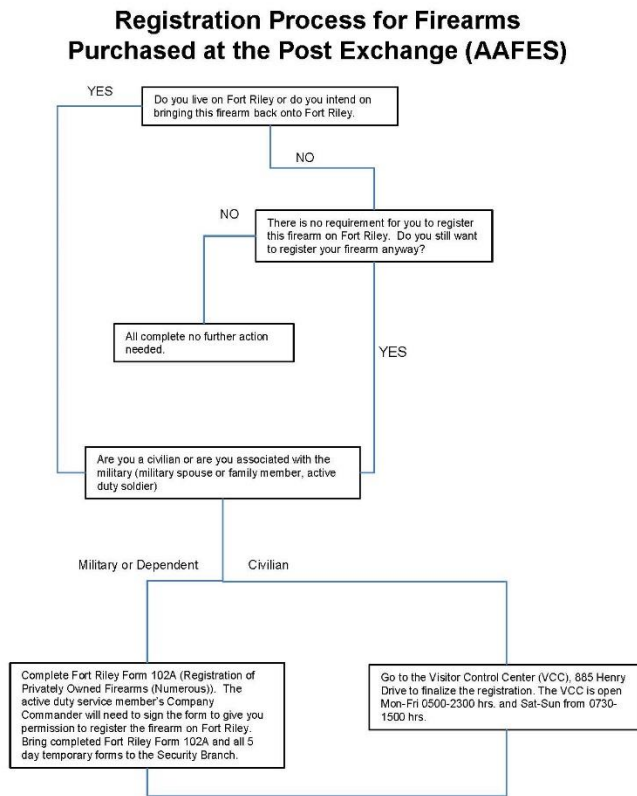 Registration Process for Firearms
Purchased at the Post Exchange (AAFES)
YES
Do you live on Fort Riley or do you intend on
bringing this firearm back onto Fort Riley.
NO
NO
There is no requirement for you to register
this firearm on Fort Riley. Do you still want
to register your firearm anyway?
All complete no further action
needed.
YES
Are you a civilian or are you associated with the
military (military spouse or family member, active
duty soldier)
Military or Dependent
Civilian
Complete Fort Riley Form 102A (Registration of
Privately Owned Firearms (Numerous)). The
active duty service member's Company
Commander will need to sign the form to give you
permission to register the firearm on Fort Riley.
Bring completed Fort Riley Form 102A and all 5
day temporary forms to the Security Branch.
Go to the Visitor Control Center (VCC), 885 Henry
Drive to finalize the registration. The VCC is open
Mon-Fri 0500-2300 hrs. and Sat-Sun from 0730-
1500 hrs.